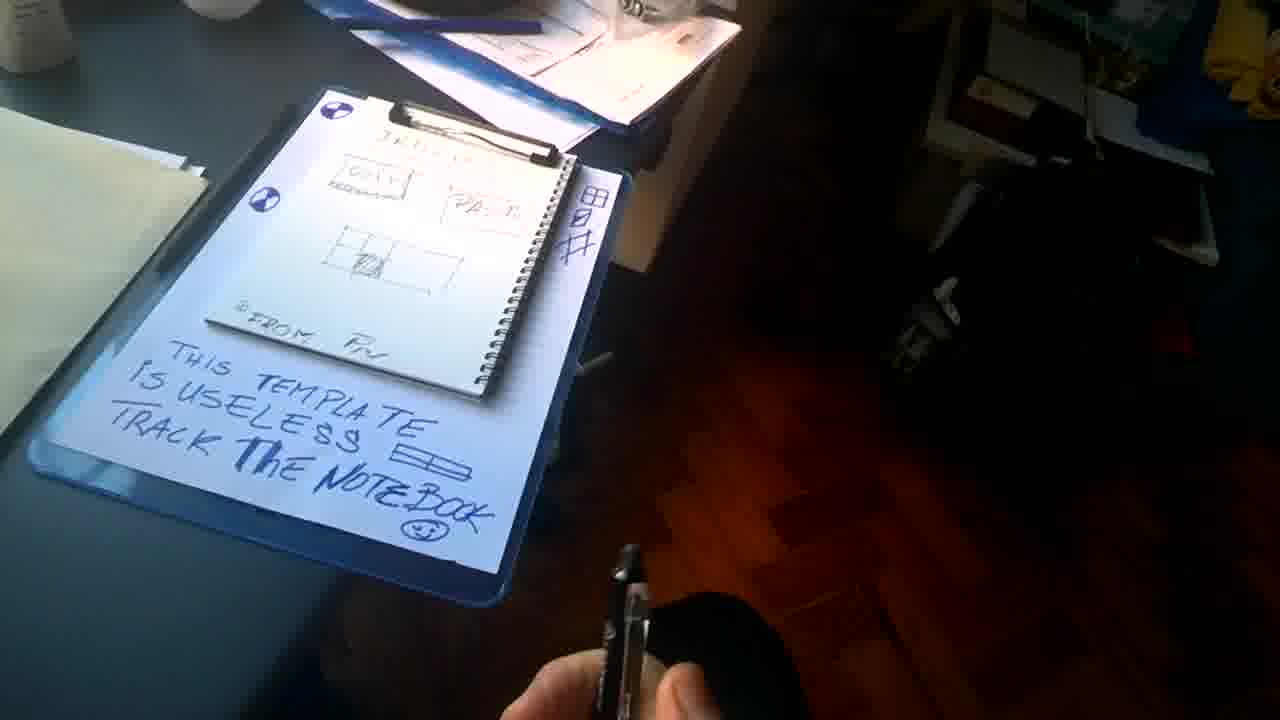 COPY
PASTE
FROM
THIS TEMPLATE
IS USELESS
TRACK THE NOTEBOOK